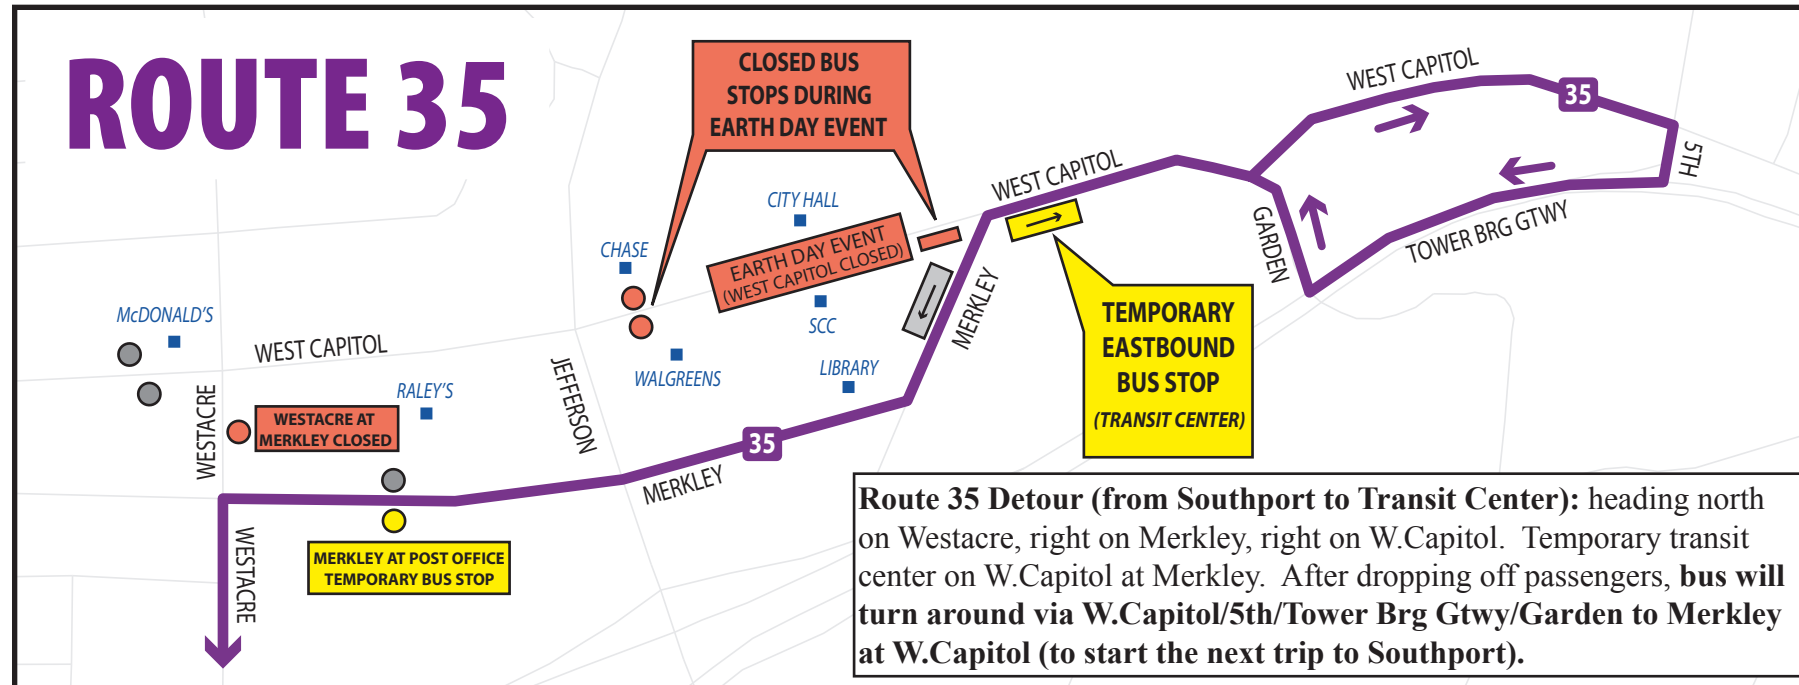 ROUTE 35
CLOSED BUS
STOPS DURING
EARTH DAY EVENT
WEST CAPITOL
35
5TH
WEST CAPITOL
CITY HALL
GARDEN
TOWER BRG GTWY
CHASE
EARTH DAY EVENT
(WEST CAPITOL CLOSED)
MERKLEY
McDONALD'S
SCC
TEMPORARY
EASTBOUND
BUS STOP
(TRANSIT CENTER)
WEST CAPITOL
JEFFERSON
WALGREENS
LIBRARY
WESTACRE
RALEY'S
WESTACRE AT
MERKLEY CLOSED
35
MERKLEY
WESTACRE
MERKLEY AT POST OFFICE
TEMPORARY BUS STOP
Route 35 Detour (from Southport to Transit Center): heading north
on Westacre, right on Merkley, right on W.Capitol. Temporary transit
center on W.Capitol at Merkley. After dropping off passengers, bus will
turn around via W.Capitol/5th/Tower Brg Gtwy/Garden to Merkley
at W.Capitol (to start the next trip to Southport).